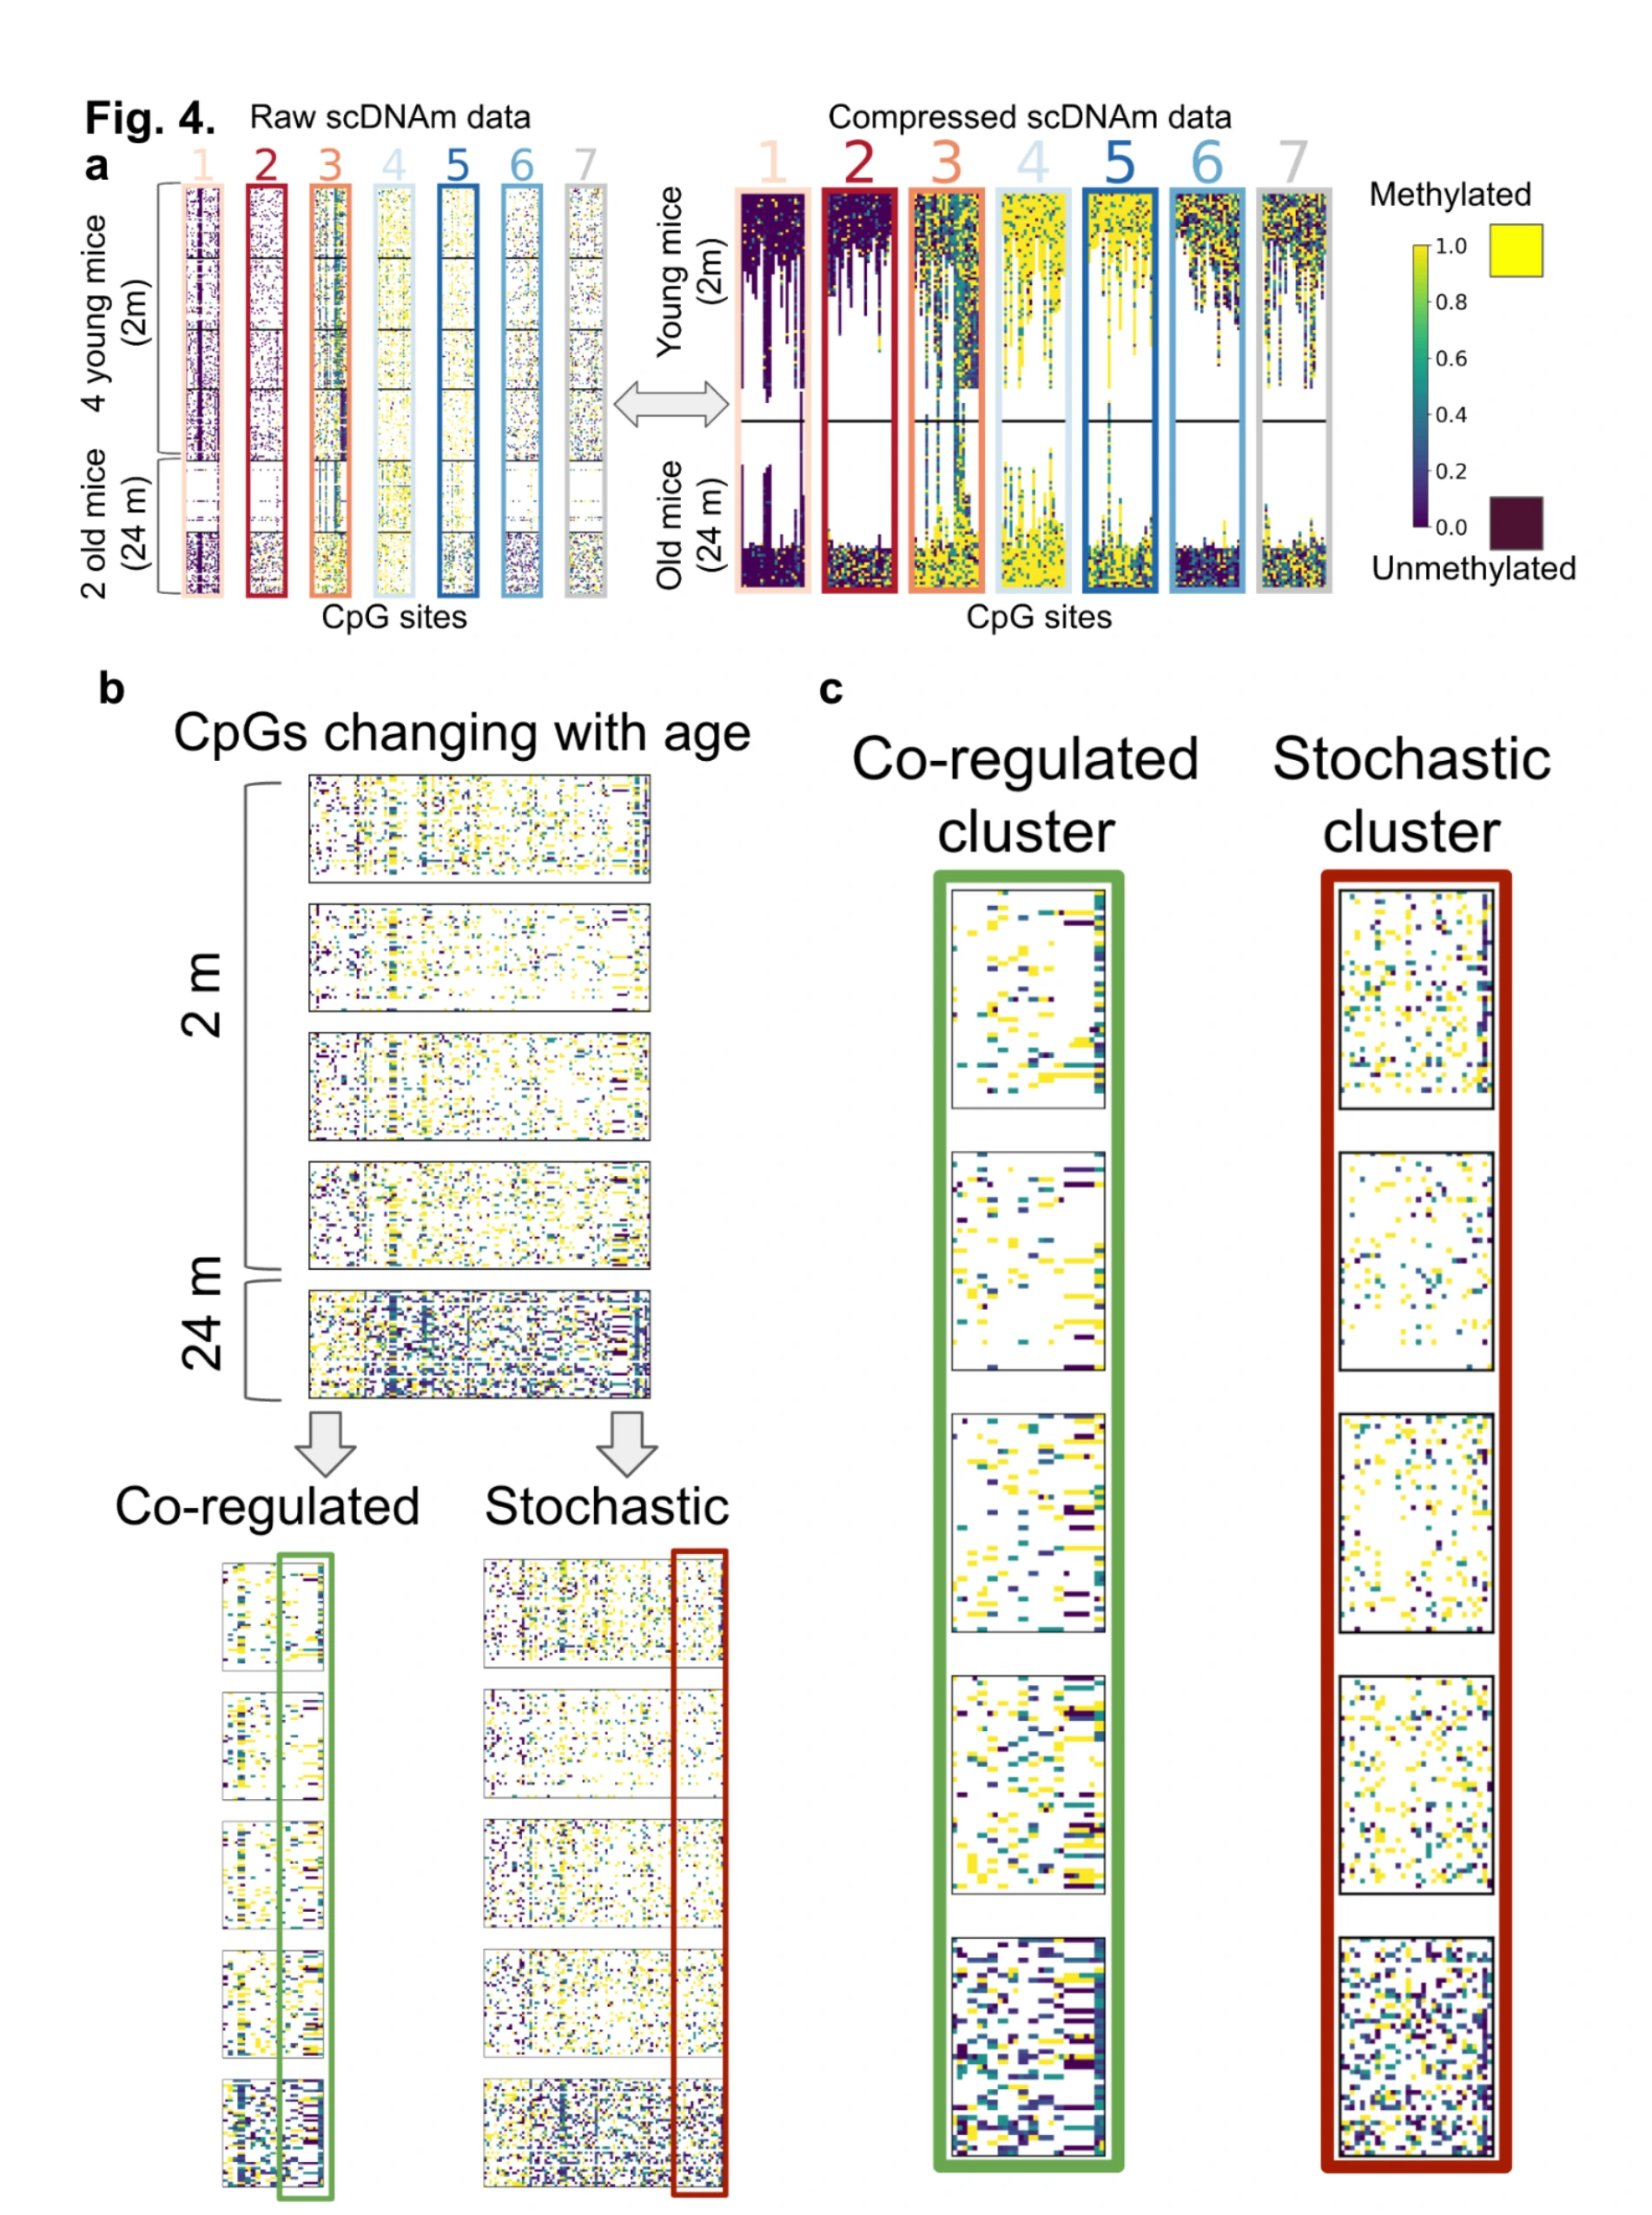 Fig. 4.
Raw scDNAm data
Compressed scDNAm data
a
1 2 3 4 5 6 7
1 2 3 4 5 6 7
4 young mice
(2m)
2 old mice
(24 m)
CpG sites
Young mice
(2m)
Old mice
(24 m)
CpG sites
Methylated
1.0
0.8
0.6
0.4
0.2
0.0
Unmethylated
b
CpGs changing with age
2 m
24 m
Co-regulated
Stochastic
c
Co-regulated
cluster
Stochastic
cluster